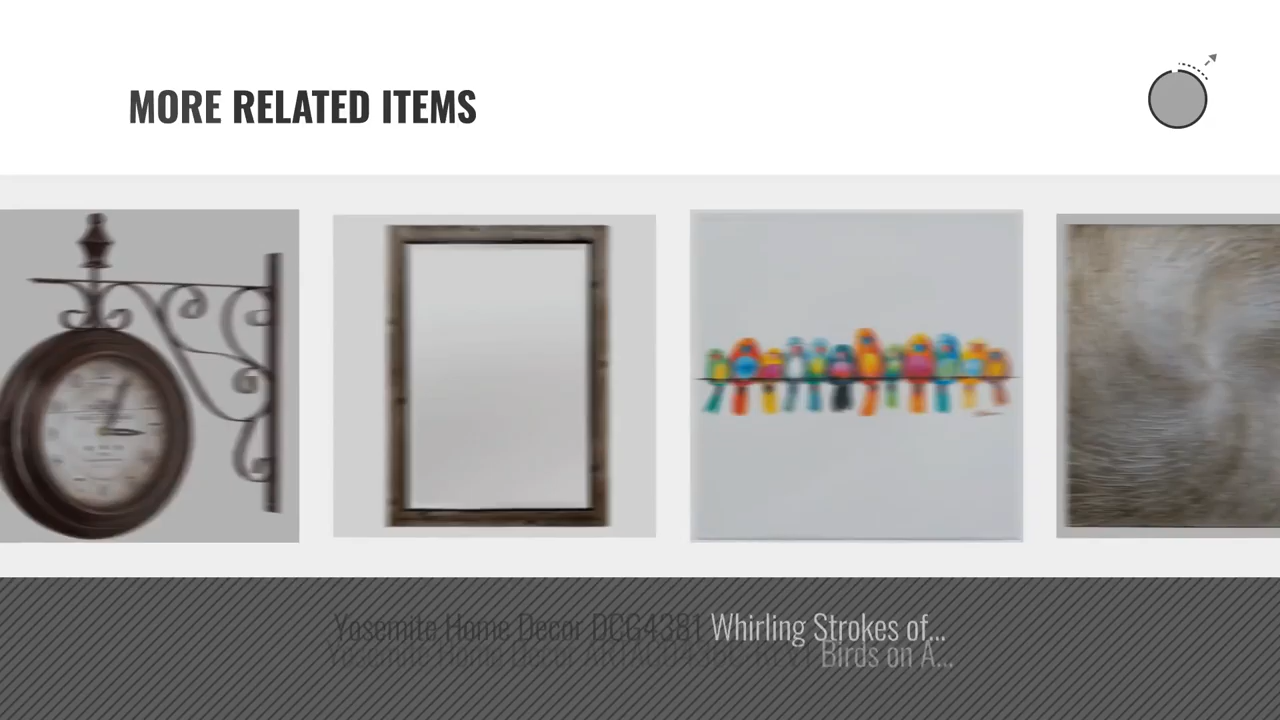 MORE RELATED ITEMS
Yosemite Home Decor DCG4381 Whirling Strokes of...
Birds on A...